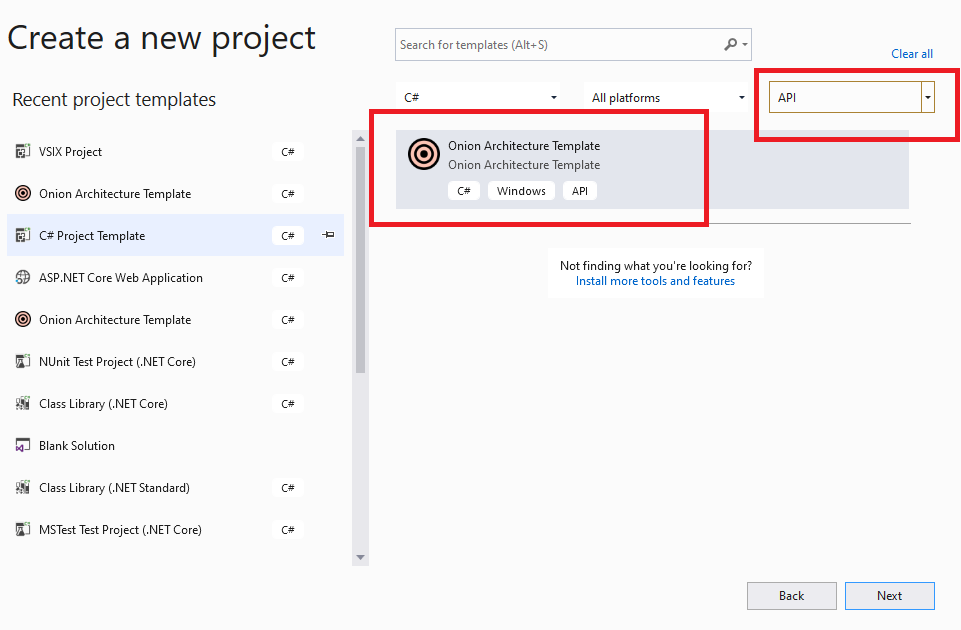 Create a new project
Search for templates (Alt+S)
Clear all
Recent project templates
C#
All platforms
API
VSIX Project
C#
Onion Architecture Template
C#
C# Project Template
C#
ASP.NET Core Web Application
C#
Onion Architecture Template
C#
NUnit Test Project (.NET Core)
C#
Class Library (.NET Core)
C#
Blank Solution
Class Library (.NET Standard)
C#
MSTest Test Project (.NET Core)
C#
Onion Architecture Template
Onion Architecture Template
C# Windows API
Not finding what you're looking for?
Install more tools and features
Back
Next